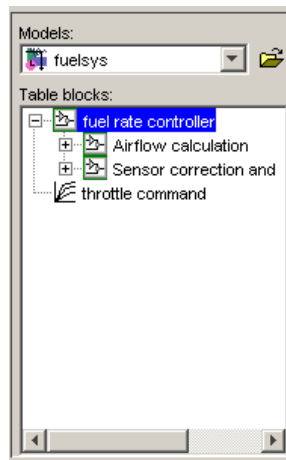 Models:
fuelsys
Table blocks:
fuel rate controller
Airflow calculation
Sensor correction and
throttle command